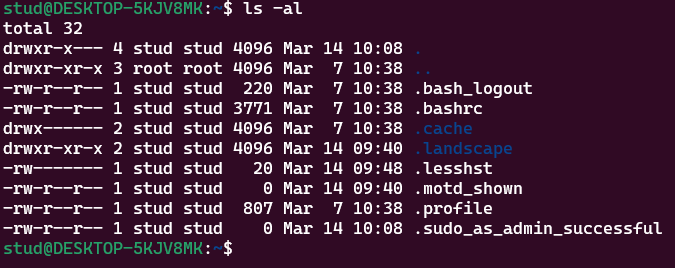 stud@DESKTOP-5KJV8MK:~$ ls -al
total 32
drwxr-x--- 4 stud stud 4096 Mar 14 10:08 .
drwxr-xr-x 3 root root 4096 Mar  7 10:38 ..
-rw-r--r-- 1 stud stud  220 Mar  7 10:38 .bash_logout
-rw-r--r-- 1 stud stud 3771 Mar  7 10:38 .bashrc
drwx------ 2 stud stud 4096 Mar  7 10:38 .cache
drwxr-xr-x 2 stud stud 4096 Mar 14 09:40 .landscape
-rw------- 1 stud stud   20 Mar 14 09:48 .lesshst
-rw-r--r-- 1 stud stud    0 Mar 14 09:40 .motd_shown
-rw-r--r-- 1 stud stud  807 Mar  7 10:38 .profile
-rw-r--r-- 1 stud stud    0 Mar 14 10:08 .sudo_as_admin_successful
stud@DESKTOP-5KJV8MK:~$